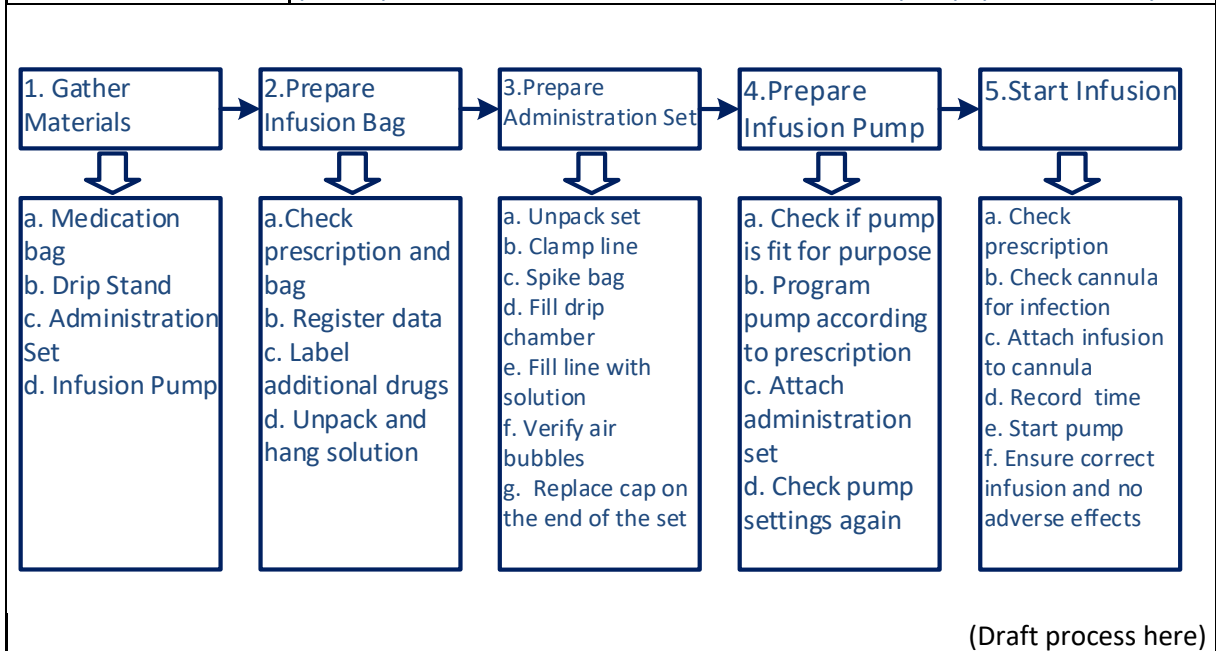 1. Gather
Materials
2.Prepare
Infusion Bag
3.Prepare
Administration Set
4.Prepare
Infusion Pump
5.Start Infusion
a. Medication
bag
b. Drip Stand
c. Administration
Set
d. Infusion Pump
a.Check
prescription and
bag
b. Register data
c. Label
additional drugs
d. Unpack and
hang solution
a. Unpack set
b. Clamp line
c. Spike bag
d. Fill drip
chamber
e. Fill line with
solution
f. Verify air
bubbles
g. Replace cap on
the end of the set
a. Check if pump
is fit for purpose
b. Program
pump according
to prescription
c. Attach
administration
set
d. Check pump
settings again
a. Check
prescription
b. Check cannula
for infection
c. Attach infusion
to cannula
d. Record time
e. Start pump
f. Ensure correct
infusion and no
adverse effects
(Draft process here)